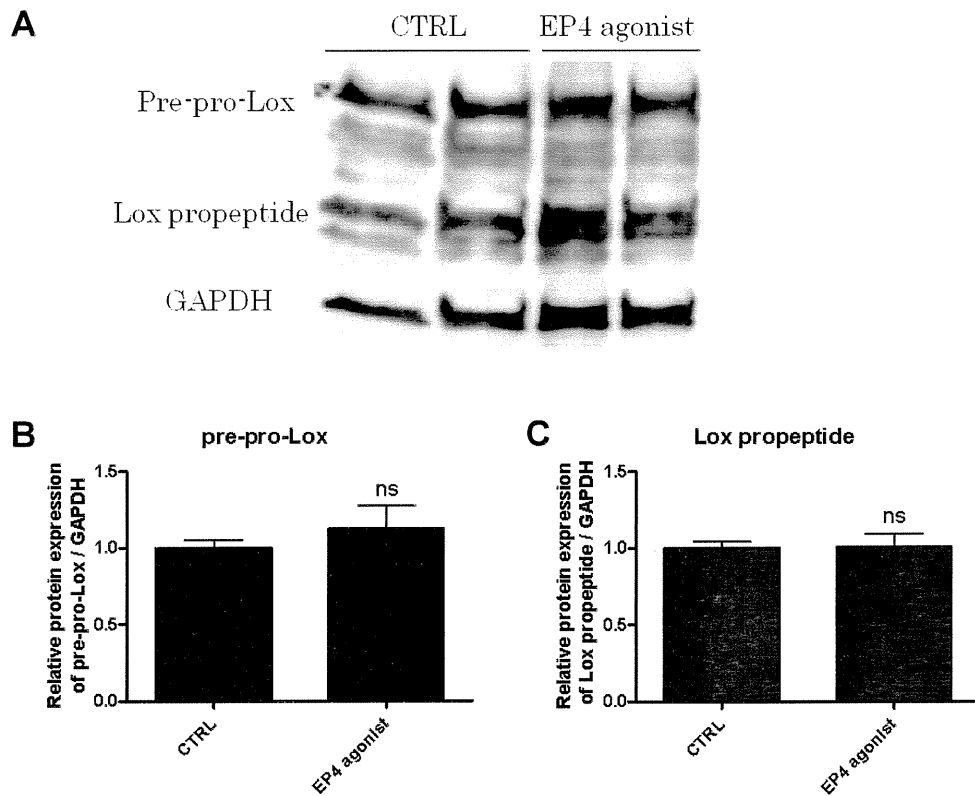 A
CTRL EP4 agonist
Pre-pro-Lox
Lox propeptide
GAPDH
B
pre-pro-Lox
Relative protein expression
of pre-pro-Lox / GAPDH
1.5
1.0
0.5
0.0
ns
CTRL
EP4 agonist
C
Lox propeptide
Relative protein expression
of Lox propeptide / GAPDH
1.5
1.0
0.5
0.0
ns
CTRL
EP4 agonist